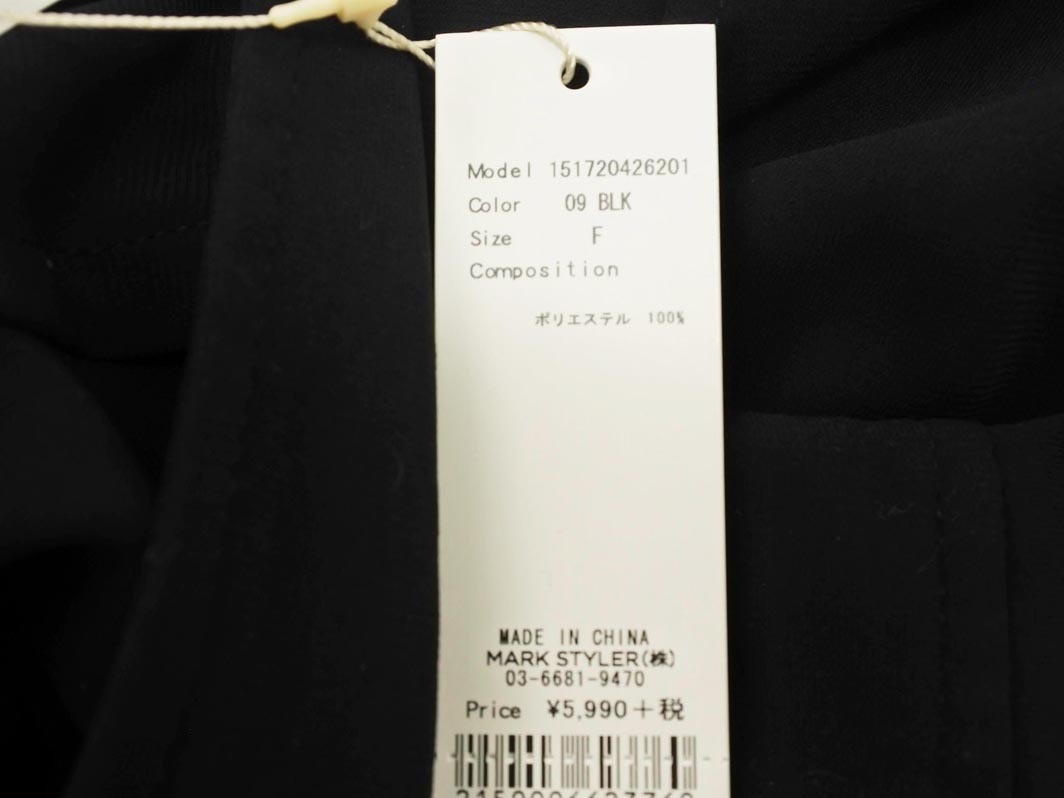 Model 151720426201
Color 09 BLK
Size F
Composition
ポリエステル 100%
MADE IN CHINA
MARK STYLER(株)
03-6681-9470
Price ¥5,990+税